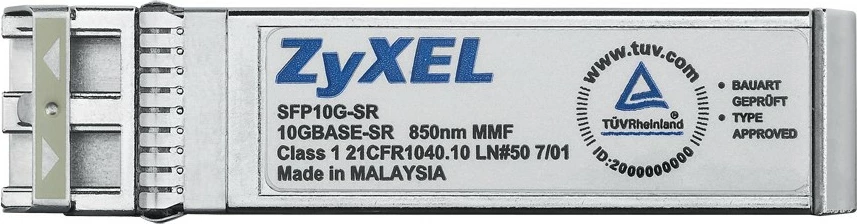 ZyXEL
SFP10G-SR
10GBASE-SR 850nm MMF
Class 1 21CFR1040.10 LN#50 7/01
Made in MALAYSIA
www.tuv.com
TÜVRheinland®
ID:2000000000
• BAUART
GEPRÜFT
• TYPE
APPROVED